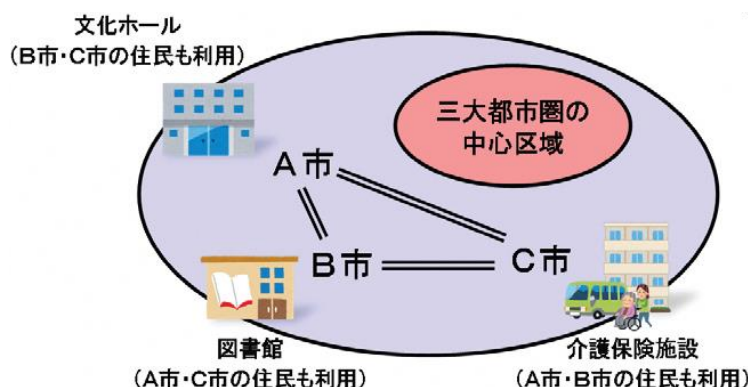 文化ホール
(B市・C市の住民も利用)
三大都市圏の
中心区域
A市
B市
C市
図書館
(A市・C市の住民も利用)
介護保険施設
(A市・B市の住民も利用)